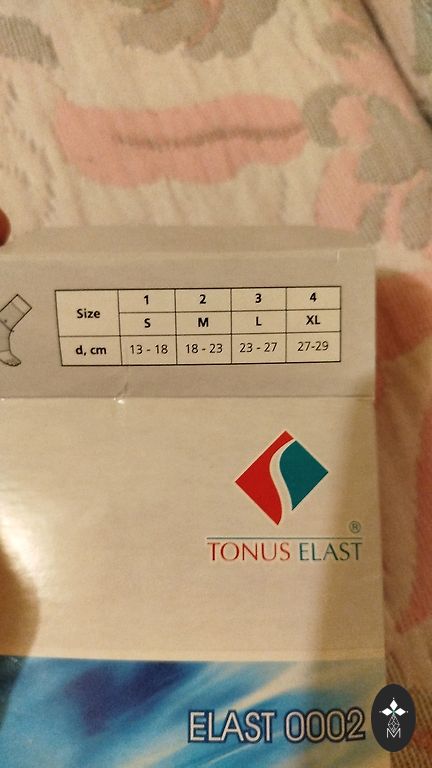 Size 1 2 3 4
S M L XL
d, cm 13 - 18 18 - 23 23 - 27 27-29
®
TONUS ELAST
ELAST 0002
M